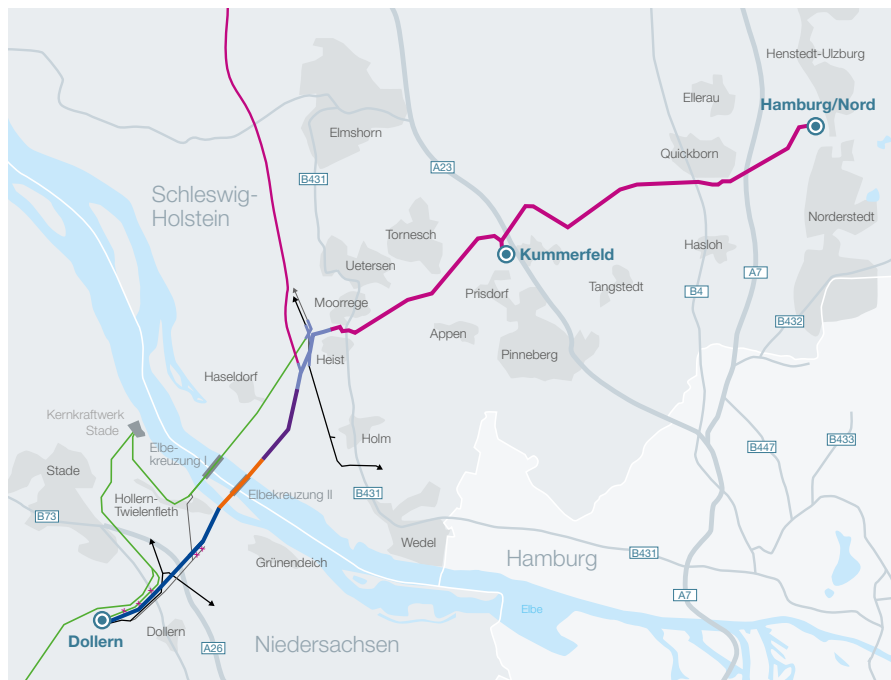 Henstedt-Ulzburg
Ellerau
Hamburg/Nord
Elmshorn
Quickborn
A23
B431
Schleswig-
Holstein
Norderstedt
Tornesch
Hasloh
Kummerfeld
Uetersen
A7
Tangstedt
Prisdorf
B4
Moorrege
B432
Appen
Pinneberg
Heist
Haseldorf
Kernkraftwerk
Stade
Holm
B433
B447
Elbe-
kreuzung I
Stade
Elbekreuzung II
B431
Hollern-
Twielenfleth
B73
Wedel
Hamburg
B431
Grünendeich
A7
Elbe
Dollern
Dollern
Niedersachsen
A26